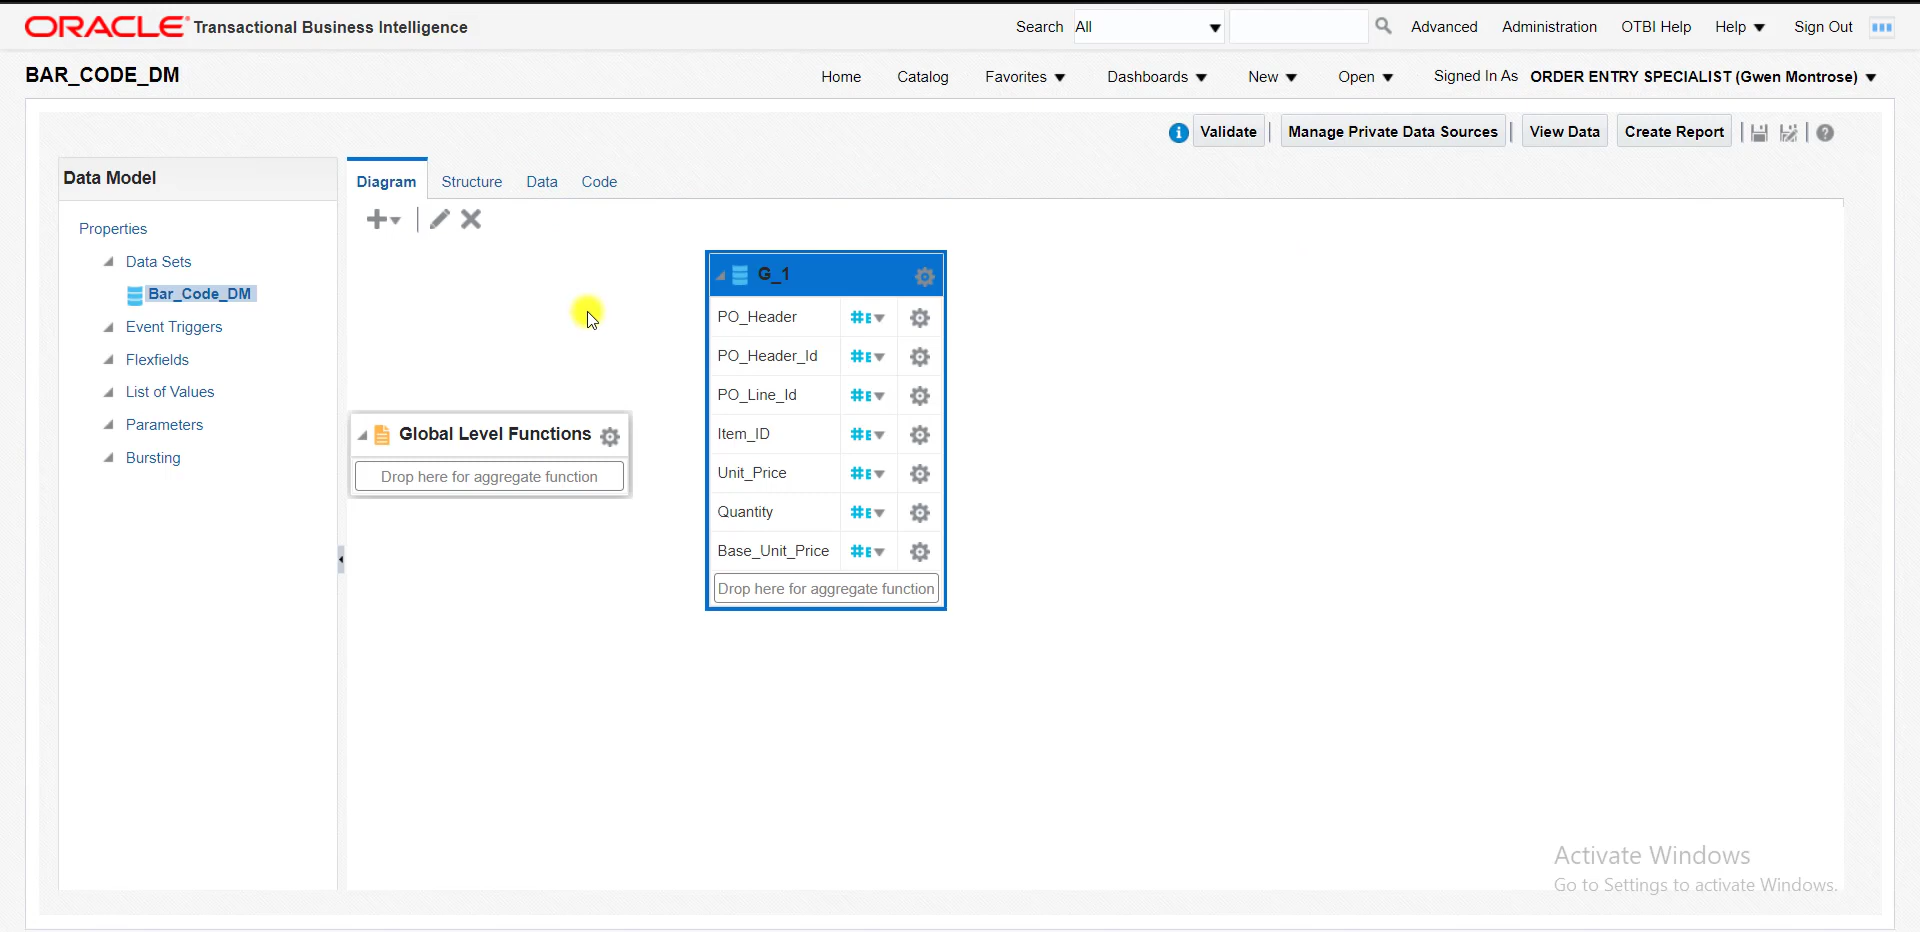 ORACLE Transactional Business Intelligence
Search All Advanced Administration OTBI Help Help Sign Out
BAR_CODE_DM
Home Catalog Favorites Dashboards New Open Signed In As ORDER ENTRY SPECIALIST (Gwen Montrose)
Validate Manage Private Data Sources View Data Create Report
Data Model
Properties
Data Sets
Bar_Code_DM
Event Triggers
Flexfields
List of Values
Parameters
Bursting
Diagram Structure Data Code
Global Level Functions
Drop here for aggregate function
G_1
PO_Header
PO_Header_Id
PO_Line_Id
Item_ID
Unit_Price
Quantity
Base_Unit_Price
Drop here for aggregate function
Activate Windows
Go to Settings to activate Windows.